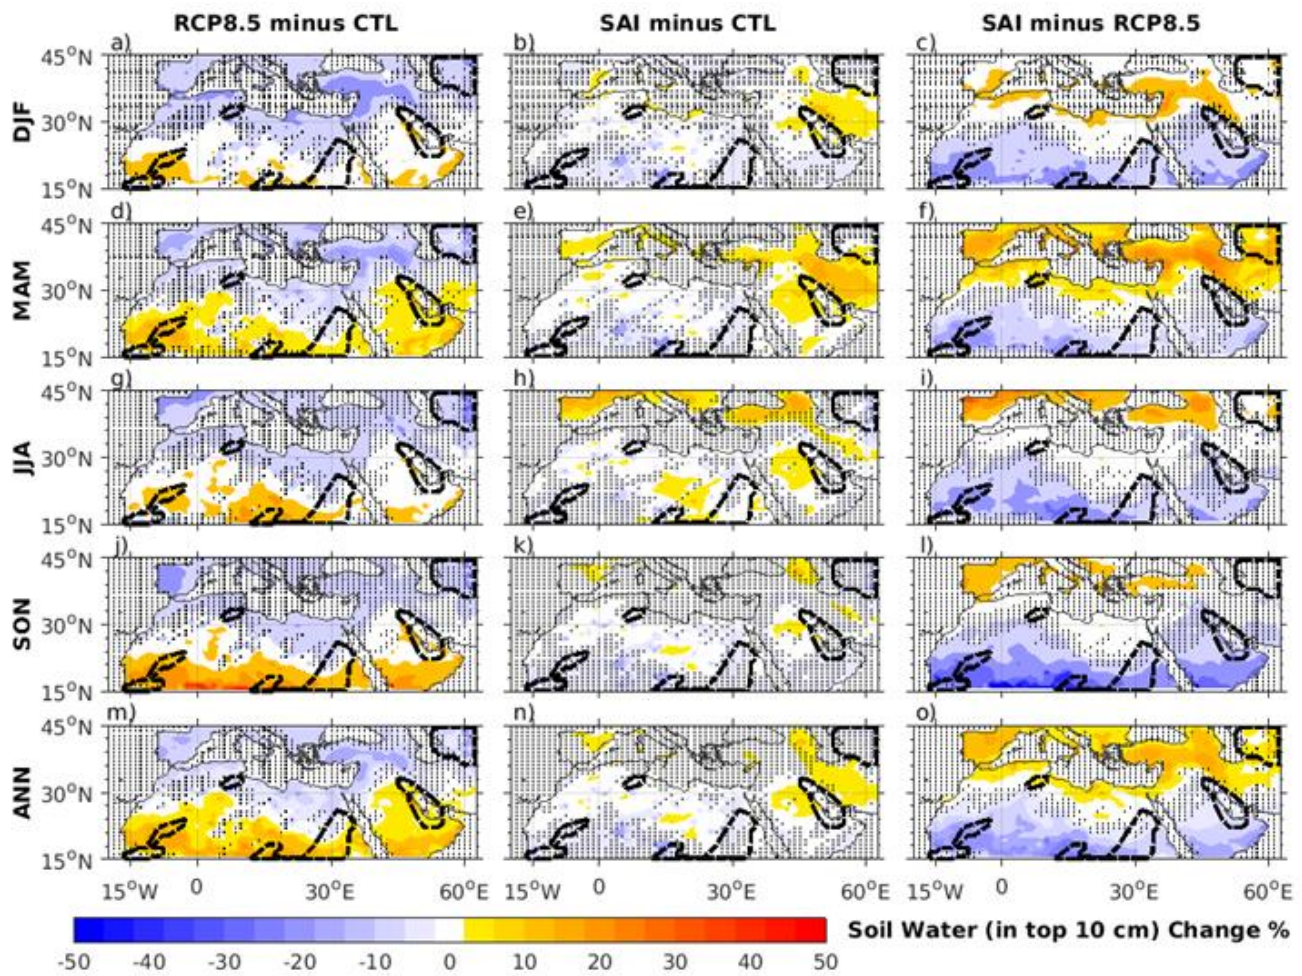 RCP8.5 minus CTL SAI minus CTL SAI minus RCP8.5
a) b) c)
45°N
DJF
30°N
15°N
d) e) f)
45°N
MAM
30°N
15°N
g) h) i)
45°N
JJA
30°N
15°N
j) k) l)
45°N
SON
30°N
15°N
m) n) o)
45°N
ANN
30°N
15°N
15°W 0 30°E 60°E 15°W 0 30°E 60°E 15°W 0 30°E 60°E
Soil Water (in top 10 cm) Change %
-50 -40 -30 -20 -10 0 10 20 30 40 50